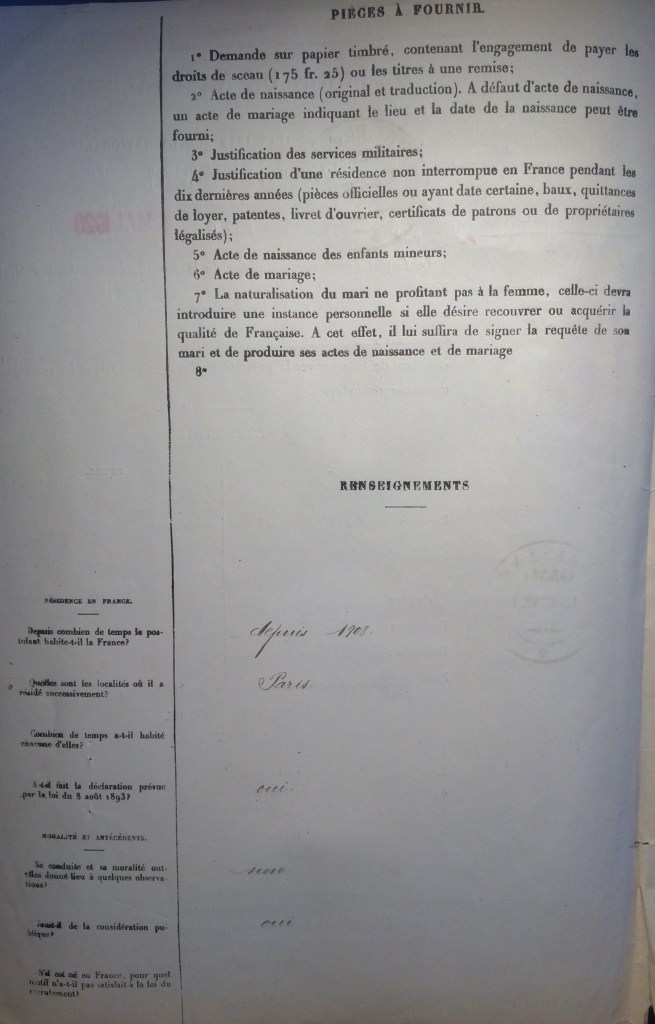 PIÈCES À FOURNIR.
1° Demande sur papier timbré, contenant l'engagement de payer les
droits de sceau (175 fr. 25) ou les titres à une remise;
2° Acte de naissance (original et traduction). A défaut d'acte de naissance,
un acte de mariage indiquant le lieu et la date de la naissance peut être
fourni;
3° Justification des services militaires;
4° Justification d'une résidence non interrompue en France pendant les
dix dernières années (pièces officielles ou ayant date certaine, baux, quittances
de loyer, patentes, livret d'ouvrier, certificats de patrons ou de propriétaires
légalisés);
5° Acte de naissance des enfants mineurs;
6° Acte de mariage;
7° La naturalisation du mari ne profitant pas à la femme, celle-ci devra
introduire une instance personnelle si elle désire recouvrer ou acquérir la
qualité de Française. A cet effet, il lui suffira de signer la requête de son
mari et de produire ses actes de naissance et de mariage
8°
RENSEIGNEMENTS
RÉSIDENCE EN FRANCE.
Depuis combien de temps le pos-
tulant habite-t-il la France?
depuis 1908.
Quelles sont les localités où il a
résidé successivement?
Paris.
Combien de temps a-t-il habité
chacune d'elles?
A-t-il fait la déclaration prévue
par la loi du 8 août 1893?
oui.
MORALITÉ ET ANTÉCÉDENTS.
Sa conduite et sa moralité ont-
elles donné lieu à quelques observa-
tions?
non
Jouit-il de la considération pu-
blique?
oui
S'il est né en France, pour quel
motif n'a-t-il pas satisfait à la loi du
recrutement?